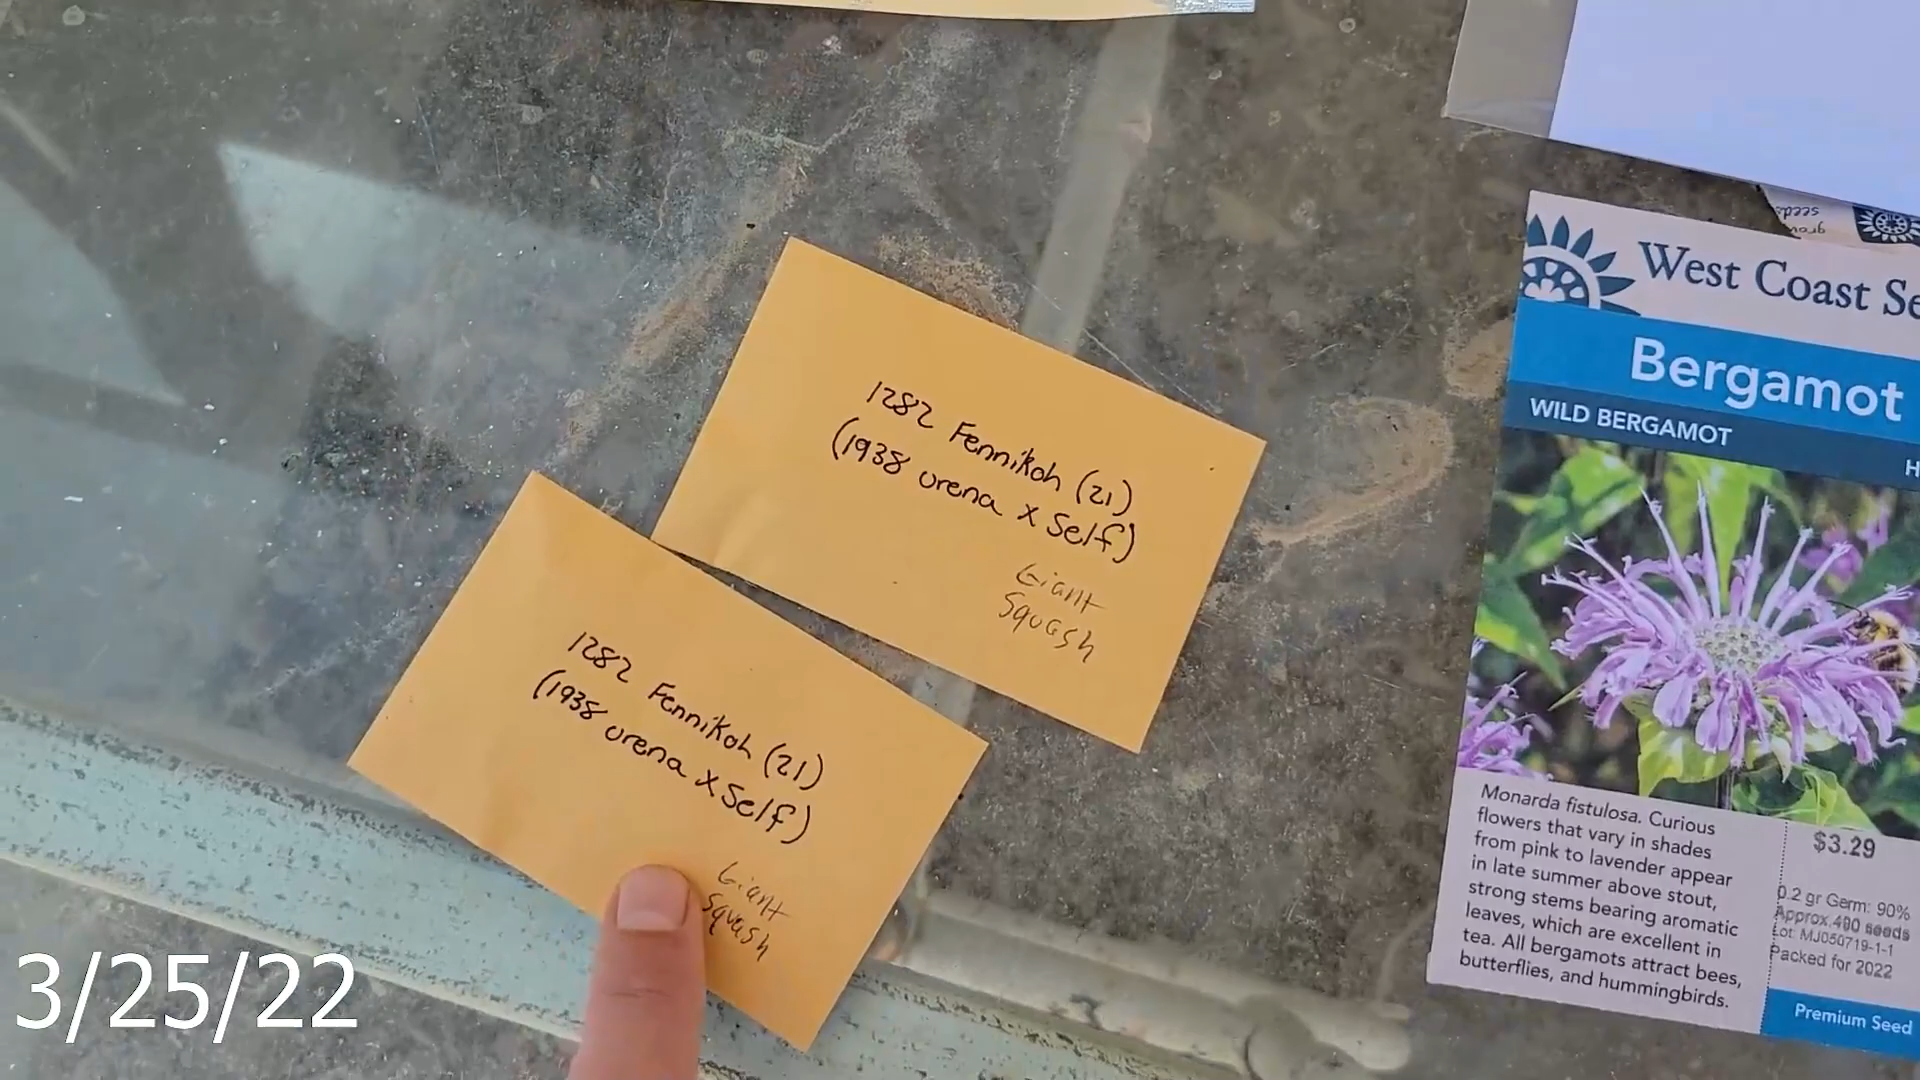 1282 Fennikoh (21)
(1938 urena x self)
Giant
Squash
1282 Fennikoh (21)
(1938 urena x self)
Giant
Squash
grow
seeds
West Coast Se
Bergamot
WILD BERGAMOT
H
Monarda fistulosa. Curious
flowers that vary in shades
from pink to lavender appear
in late summer above stout,
strong stems bearing aromatic
leaves, which are excellent in
tea. All bergamots attract bees,
butterflies, and hummingbirds.
$3.29
0.2 gr Germ: 90%
Approx.400 seeds
Lot: MJ050719-1-1
Packed for 2022
Premium Seed
3/25/22